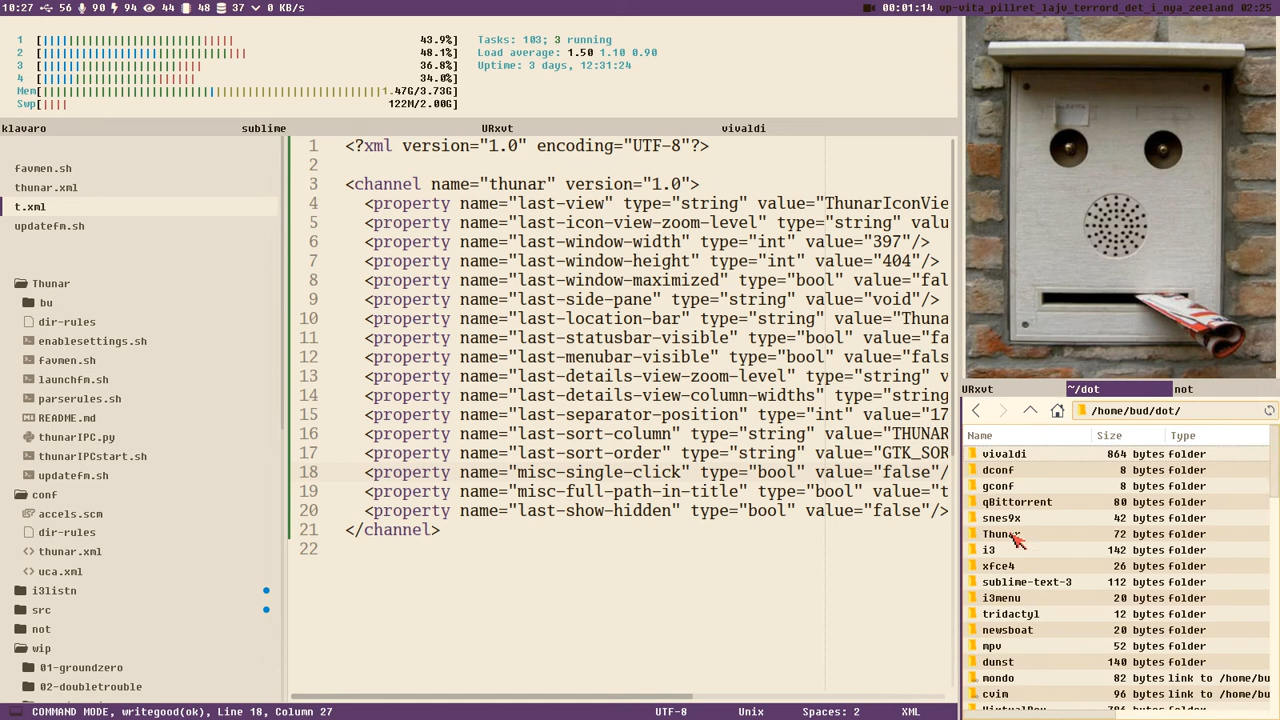 10:27 56 90 94 44 48 37 0 KB/s 00:01:14 vp-vita_pillret_lajv_terrord_det_i_nya_zeeland 02:25
1 [ 43.9%]
2 [ 48.1%]
3 [ 36.8%]
4 [ 34.0%]
Mem[ 1.47G/3.73G]
Swp[ 122M/2.00G]
Tasks: 103; 3 running
Load average: 1.50 1.10 0.90
Uptime: 3 days, 12:31:24
klavaro sublime URxvt vivaldi
favmen.sh
thunar.xml
t.xml
updatefm.sh
Thunar
bu
dir-rules
enablesettings.sh
favmen.sh
launchfm.sh
parserules.sh
README.md
thunarIPC.py
thunarIPCstart.sh
updatefm.sh
conf
accels.scm
dir-rules
thunar.xml
uca.xml
i3listn
src
not
wip
01-groundzero
02-doubletrouble
1 <?xml version="1.0" encoding="UTF-8"?>
2
3 <channel name="thunar" version="1.0">
4 <property name="last-view" type="string" value="ThunarIconVie
5 <property name="last-icon-view-zoom-level" type="string" value
6 <property name="last-window-width" type="int" value="397"/>
7 <property name="last-window-height" type="int" value="404"/>
8 <property name="last-window-maximized" type="bool" value="fal
9 <property name="last-side-pane" type="string" value="void"/>
10 <property name="last-location-bar" type="string" value="Thuna
11 <property name="last-statusbar-visible" type="bool" value="fa
12 <property name="last-menubar-visible" type="bool" value="fals
13 <property name="last-details-view-zoom-level" type="string" v
14 <property name="last-details-view-column-widths" type="string
15 <property name="last-separator-position" type="int" value="17
16 <property name="last-sort-column" type="string" value="THUNAR
17 <property name="last-sort-order" type="string" value="GTK_SOR
18 <property name="misc-single-click" type="bool" value="false"/
19 <property name="misc-full-path-in-title" type="bool" value="t
20 <property name="last-show-hidden" type="bool" value="false"/>
21 </channel>
22
URxvt ~/dot not
/home/bud/dot/
Name Size Type
vivaldi 864 bytes folder
dconf 8 bytes folder
gconf 8 bytes folder
qBittorrent 80 bytes folder
snes9x 42 bytes folder
Thunar 72 bytes folder
i3 142 bytes folder
xfce4 26 bytes folder
sublime-text-3 112 bytes folder
i3menu 20 bytes folder
tridactyl 10 bytes folder
newsboat 20 bytes folder
mpv 52 bytes folder
dunst 140 bytes folder
mondo 82 bytes link to /home/bu
cvim 96 bytes link to /home/bu
COMMAND MODE, writegood(ok), Line 18, Column 27 UTF-8 Unix Spaces: 2 XML